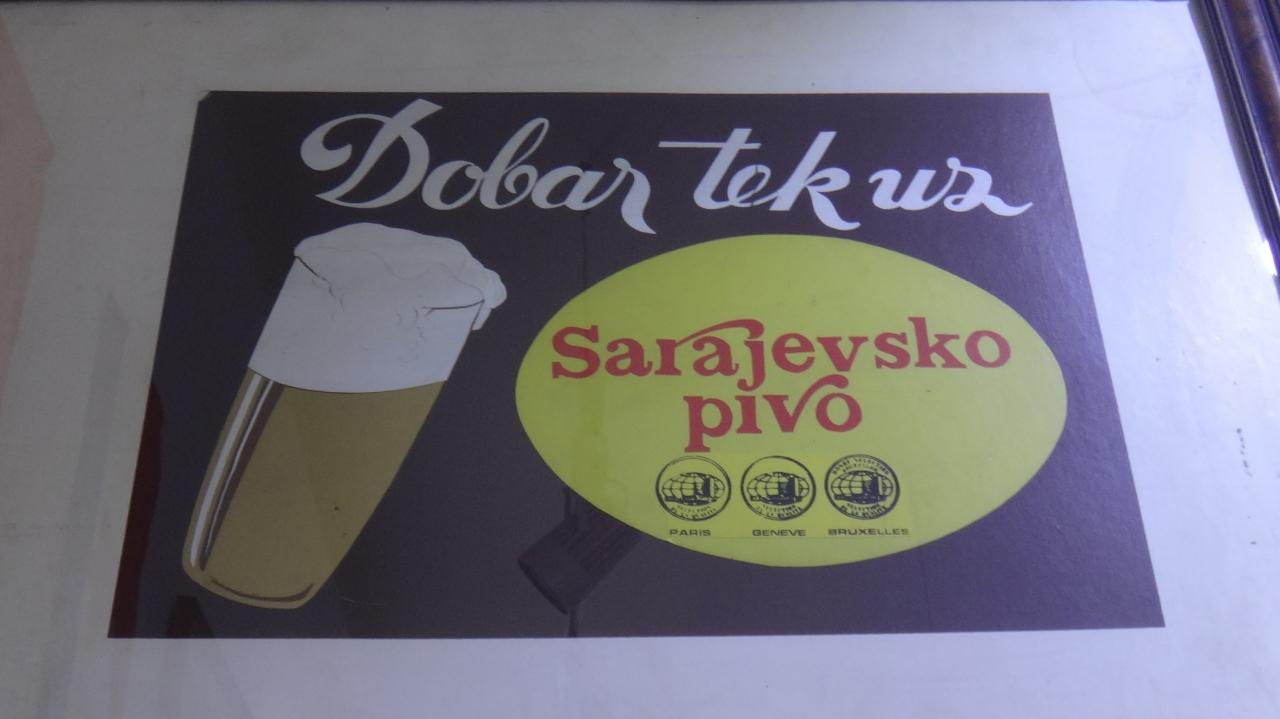 Dobar tek uz
Sarajevsko
pivo
PARIS GENEVE BRUXELLES